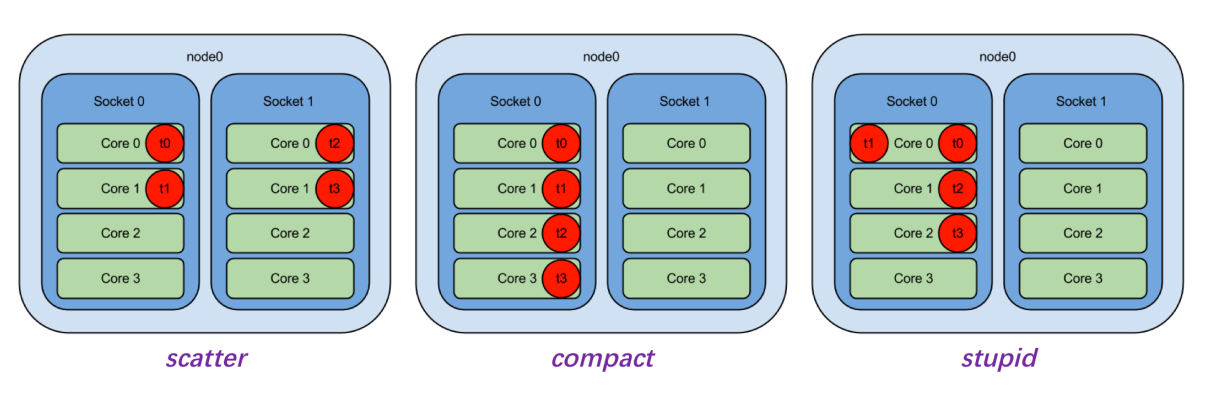 node0
Socket 0
Core 0 t0
Core 1 t1
Core 2
Core 3
Socket 1
Core 0 t2
Core 1 t3
Core 2
Core 3
scatter
node0
Socket 0
Core 0 t0
Core 1 t1
Core 2 t2
Core 3 t3
Socket 1
Core 0
Core 1
Core 2
Core 3
compact
node0
Socket 0
t1 Core 0 t0
Core 1 t2
Core 2 t3
Core 3
Socket 1
Core 0
Core 1
Core 2
Core 3
stupid